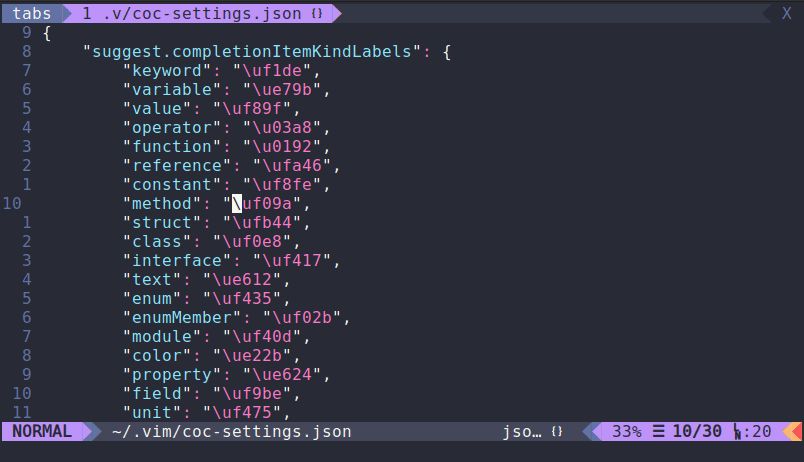 tabs 1 .v/coc-settings.json {} X
9 {
8 "suggest.completionItemKindLabels": {
7 "keyword": "\uf1de",
6 "variable": "\ue79b",
5 "value": "\uf89f",
4 "operator": "\u03a8",
3 "function": "\u0192",
2 "reference": "\ufa46",
1 "constant": "\uf8fe",
10 "method": "\uf09a",
1 "struct": "\ufb44",
2 "class": "\uf0e8",
3 "interface": "\uf417",
4 "text": "\ue612",
5 "enum": "\uf435",
6 "enumMember": "\uf02b",
7 "module": "\uf40d",
8 "color": "\ue22b",
9 "property": "\ue624",
10 "field": "\uf9be",
11 "unit": "\uf475",
NORMAL ~/.vim/coc-settings.json jso… {} 33% ☰ 10/30 :20